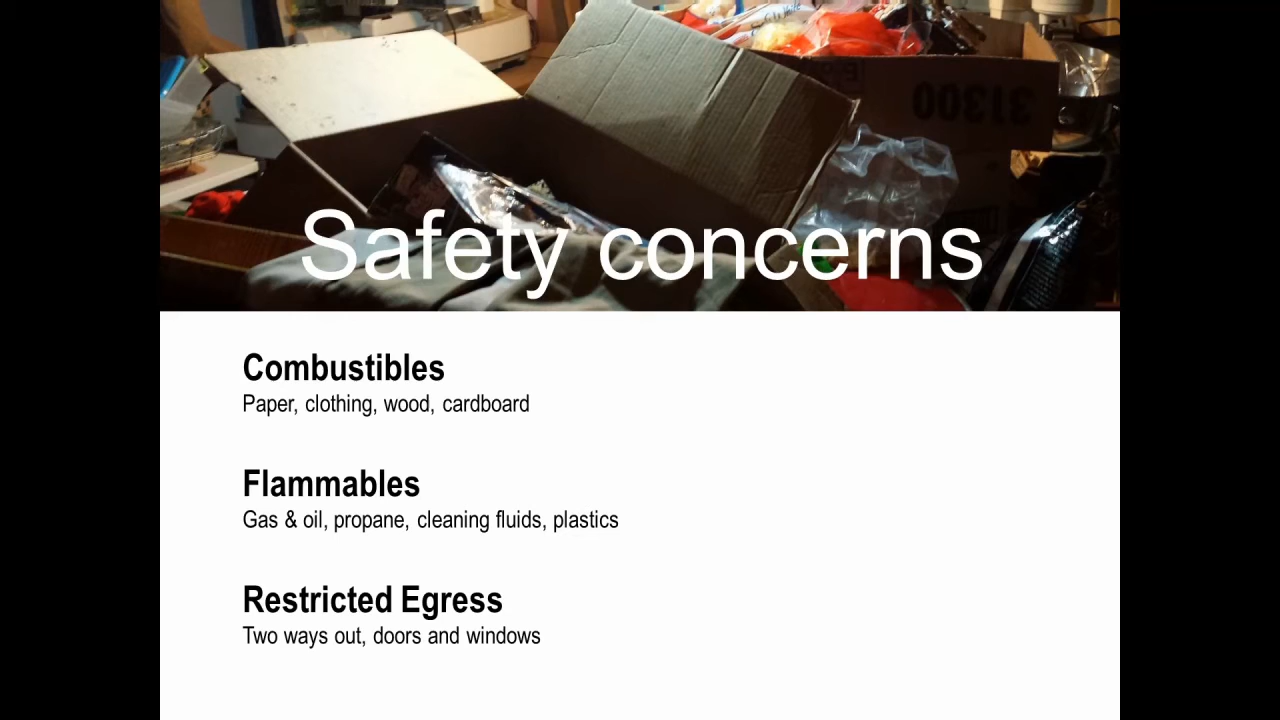 31300
Safety concerns
Combustibles
Paper, clothing, wood, cardboard
Flammables
Gas & oil, propane, cleaning fluids, plastics
Restricted Egress
Two ways out, doors and windows